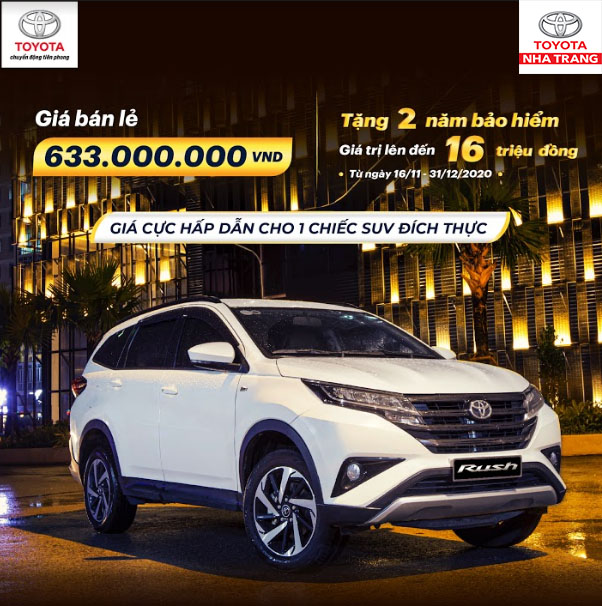 TOYOTA
chuyển động tiên phong
TOYOTA
NHA TRANG
Giá bán lẻ
633.000.000 VND
Tặng 2 năm bảo hiểm
Giá trị lên đến 16 triệu đồng
• Từ ngày 16/11 - 31/12/2020 •
GIÁ CỰC HẤP DẪN CHO 1 CHIẾC SUV ĐÍCH THỰC
Rush